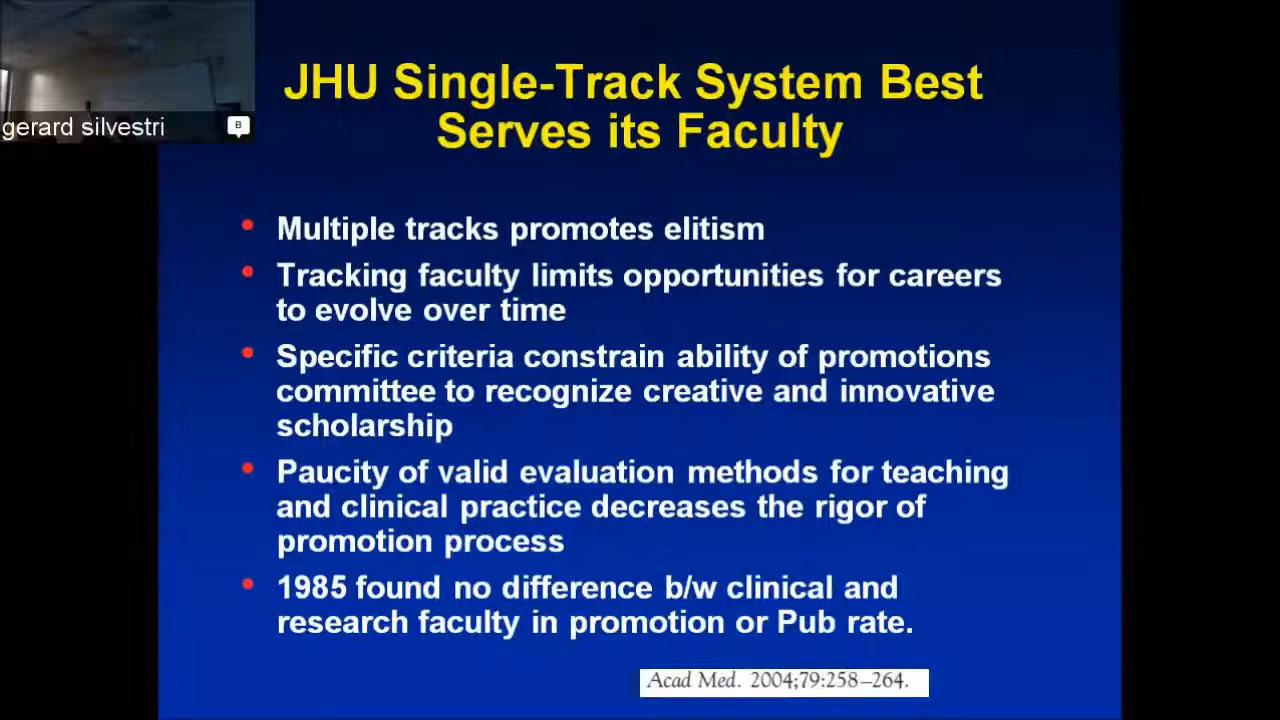 JHU Single-Track System Best
Serves its Faculty
gerard silvestri
B
• Multiple tracks promotes elitism
• Tracking faculty limits opportunities for careers
to evolve over time
• Specific criteria constrain ability of promotions
committee to recognize creative and innovative
scholarship
• Paucity of valid evaluation methods for teaching
and clinical practice decreases the rigor of
promotion process
• 1985 found no difference b/w clinical and
research faculty in promotion or Pub rate.
Acad Med. 2004;79:258–264.